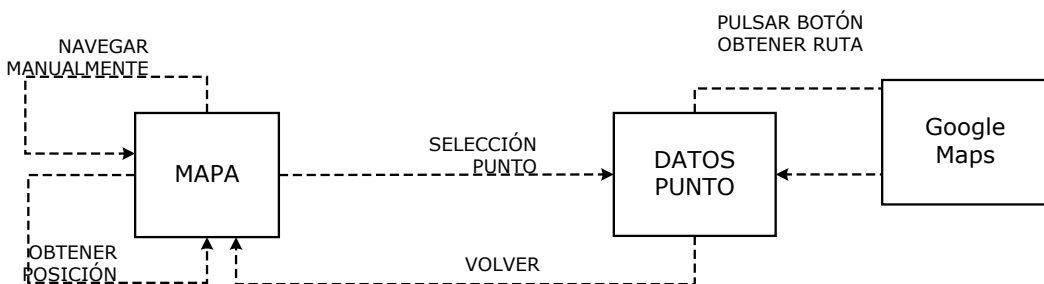 PULSAR BOTÓN
OBTENER RUTA
NAVEGAR
MANUALMENTE
Google
Maps
SELECCIÓN
PUNTO
DATOS
PUNTO
MAPA
OBTENER
POSICIÓN
VOLVER